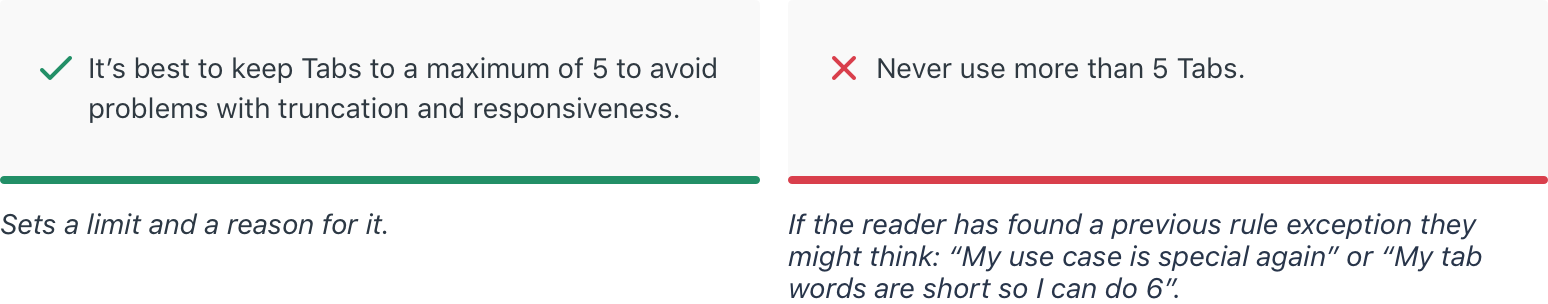 It’s best to keep Tabs to a maximum of 5 to avoid
problems with truncation and responsiveness.
Sets a limit and a reason for it.
Never use more than 5 Tabs.
If the reader has found a previous rule exception they
might think: “My use case is special again” or “My tab
words are short so I can do 6”.